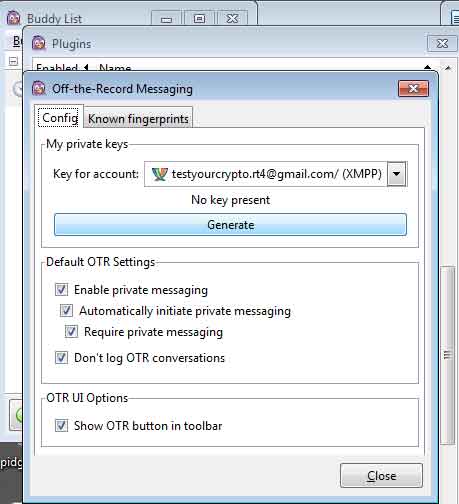 Buddy List
Plugins
Enabled Name
Off-the-Record Messaging
Config Known fingerprints
My private keys
Key for account: testyourcrypto.rt4@gmail.com/ (XMPP)
No key present
Generate
Default OTR Settings
Enable private messaging
Automatically initiate private messaging
Require private messaging
Don't log OTR conversations
OTR UI Options
Show OTR button in toolbar
pidg
Close